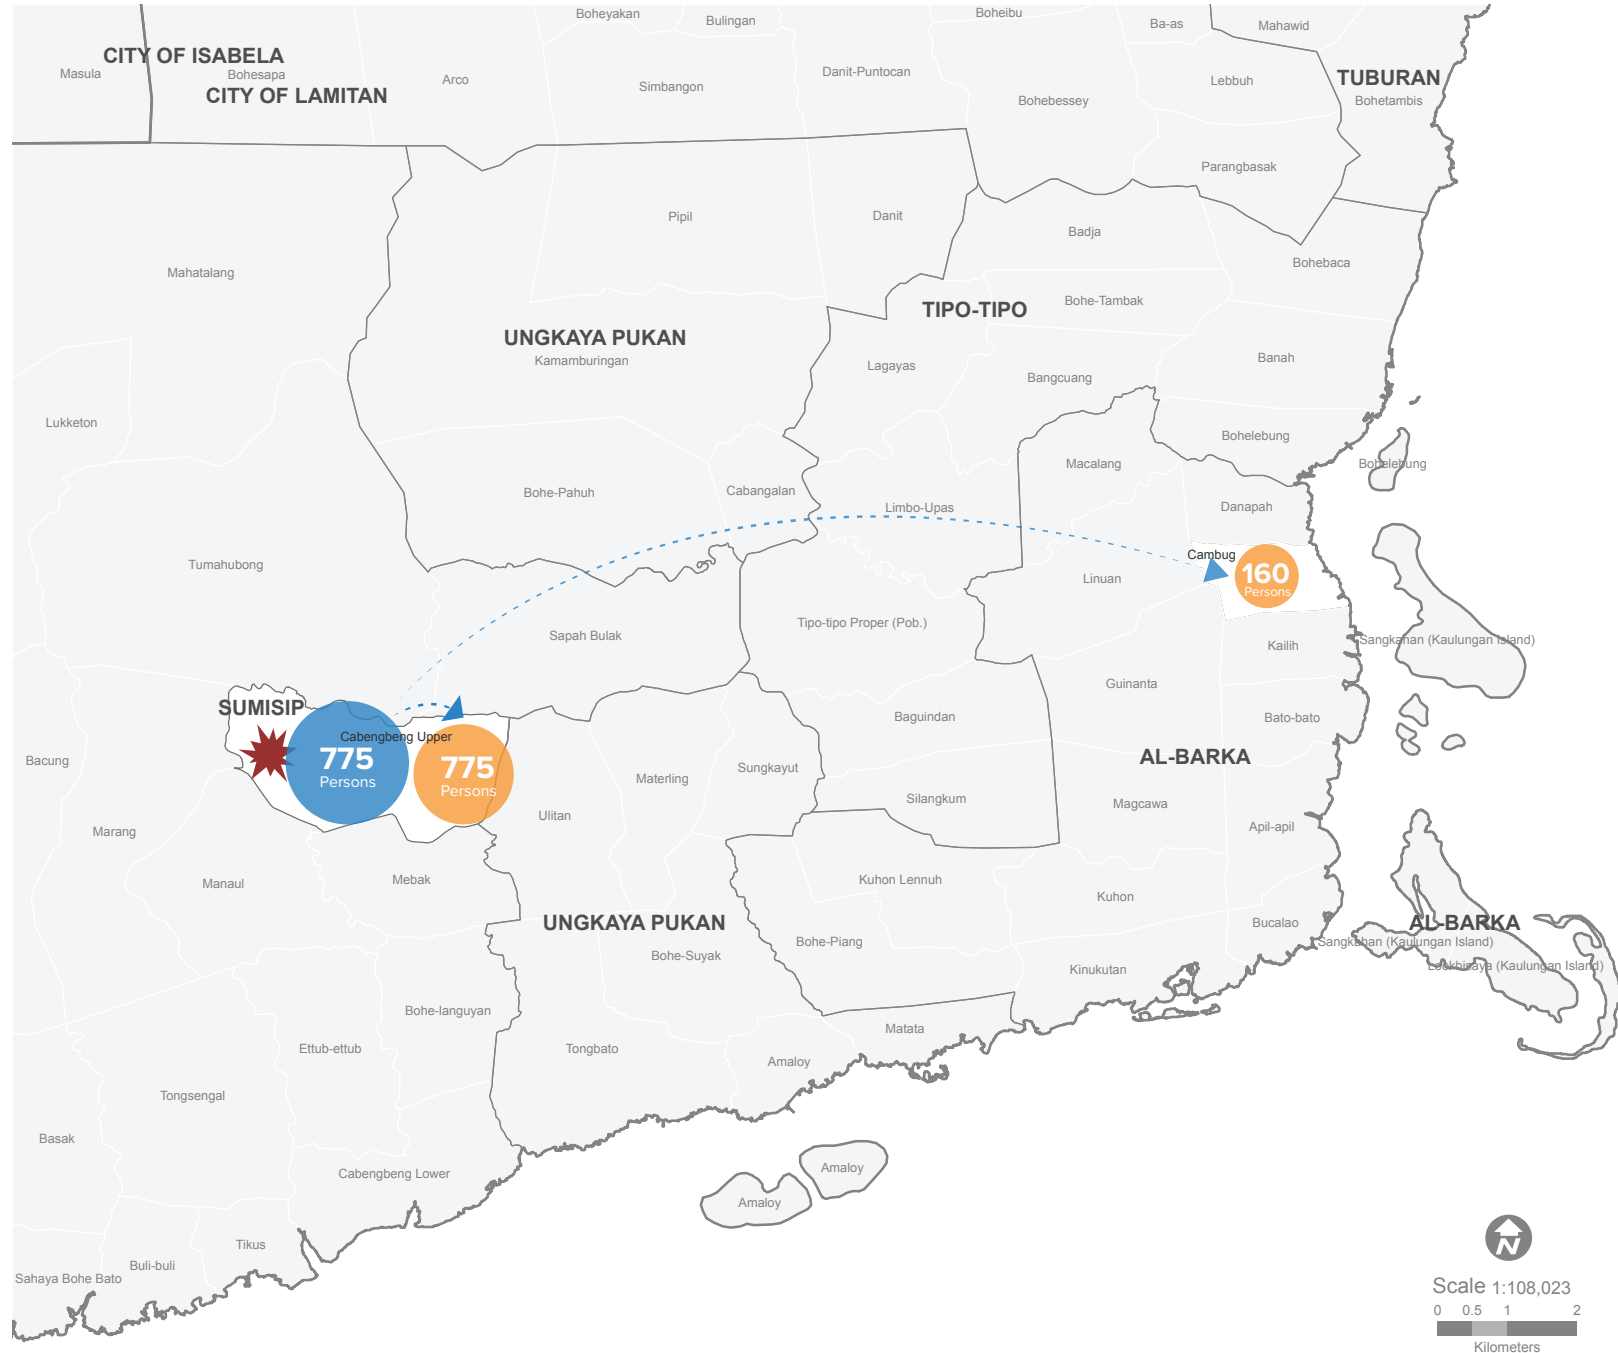 Boheyakan
Bulingan
Boheibu
Ba-as
Mahawid
CITY OF ISABELA
Masula
Bohesapa
Arco
Simbangon
Danit-Puntocan
Lebbuh
TUBURAN
Bohetambis
CITY OF LAMITAN
Bohebessey
Parangbasak
Pipil
Danit
Badja
Mahatalang
Bohebaca
TIPO-TIPO
Bohe-Tambak
UNGKAYA PUKAN
Kamamburingan
Lagayas
Bangcuang
Banah
Lukketon
Bohelebung
Macalang
Bohelebung
Bohe-Pahuh
Cabangalan
Limbo-Upas
Danapah
Tumahubong
Cambug
160
Persons
Linuan
Sapah Bulak
Tipo-tipo Proper (Pob.)
Kailih
Sangkahan (Kaulungan Island)
Guinanta
SUMISIP
Baguindan
Bato-bato
Cabengbeng Upper
775
Persons
775
Persons
Bacung
Materling
Sungkayut
AL-BARKA
Silangkum
Magcawa
Ulitan
Marang
Apil-apil
Manaul
Mebak
Kuhon Lennuh
Kuhon
UNGKAYA PUKAN
Bucalao
AL-BARKA
Bohe-Piang
Sangkahan (Kaulungan Island)
Bohe-Suyak
Kinukutan
Lookbisaya (Kaulungan Island)
Bohe-languyan
Matata
Ettub-ettub
Tongbato
Amaloy
Tongsengal
Basak
Cabengbeng Lower
Amaloy
Amaloy
Tikus
Buli-buli
Sahaya Bohe Bato
N
Scale 1:108,023
0 0.5 1 2
Kilometers